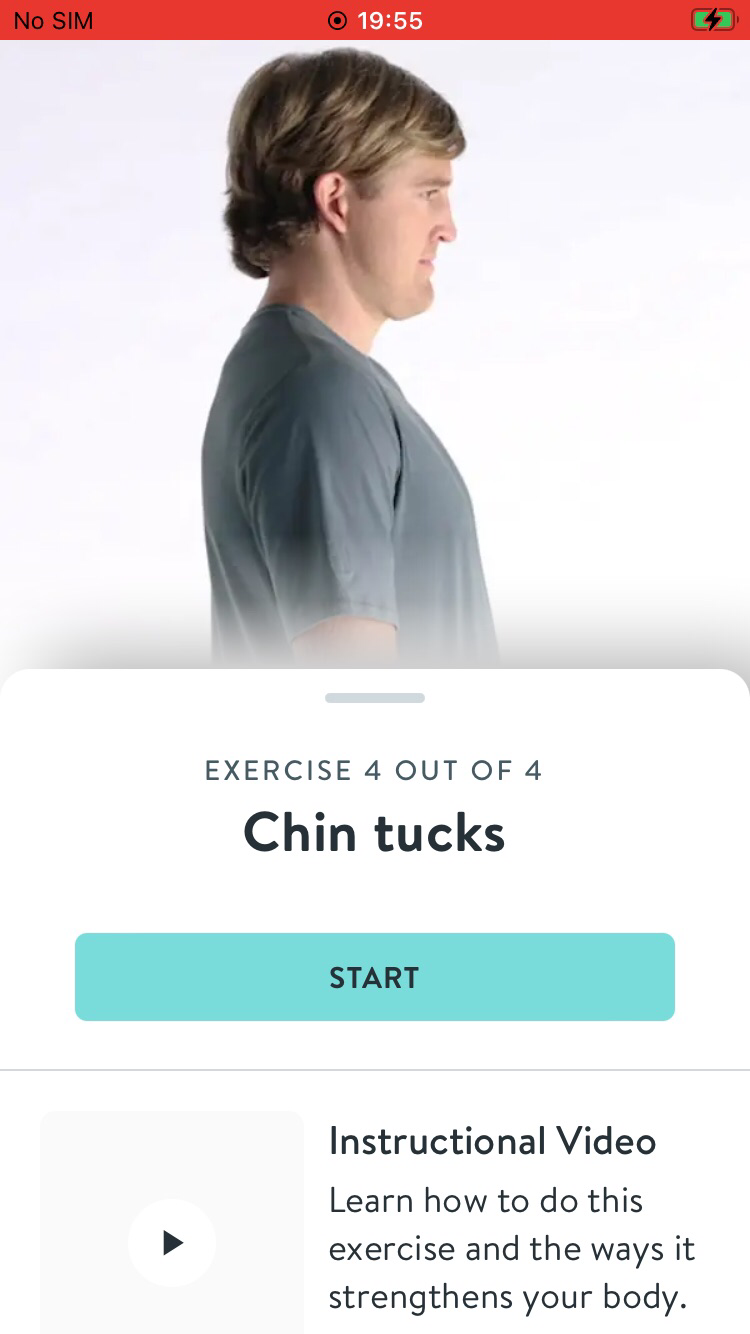 No SIM 19:55
EXERCISE 4 OUT OF 4
Chin tucks
START
Instructional Video
Learn how to do this
exercise and the ways it
strengthens your body.